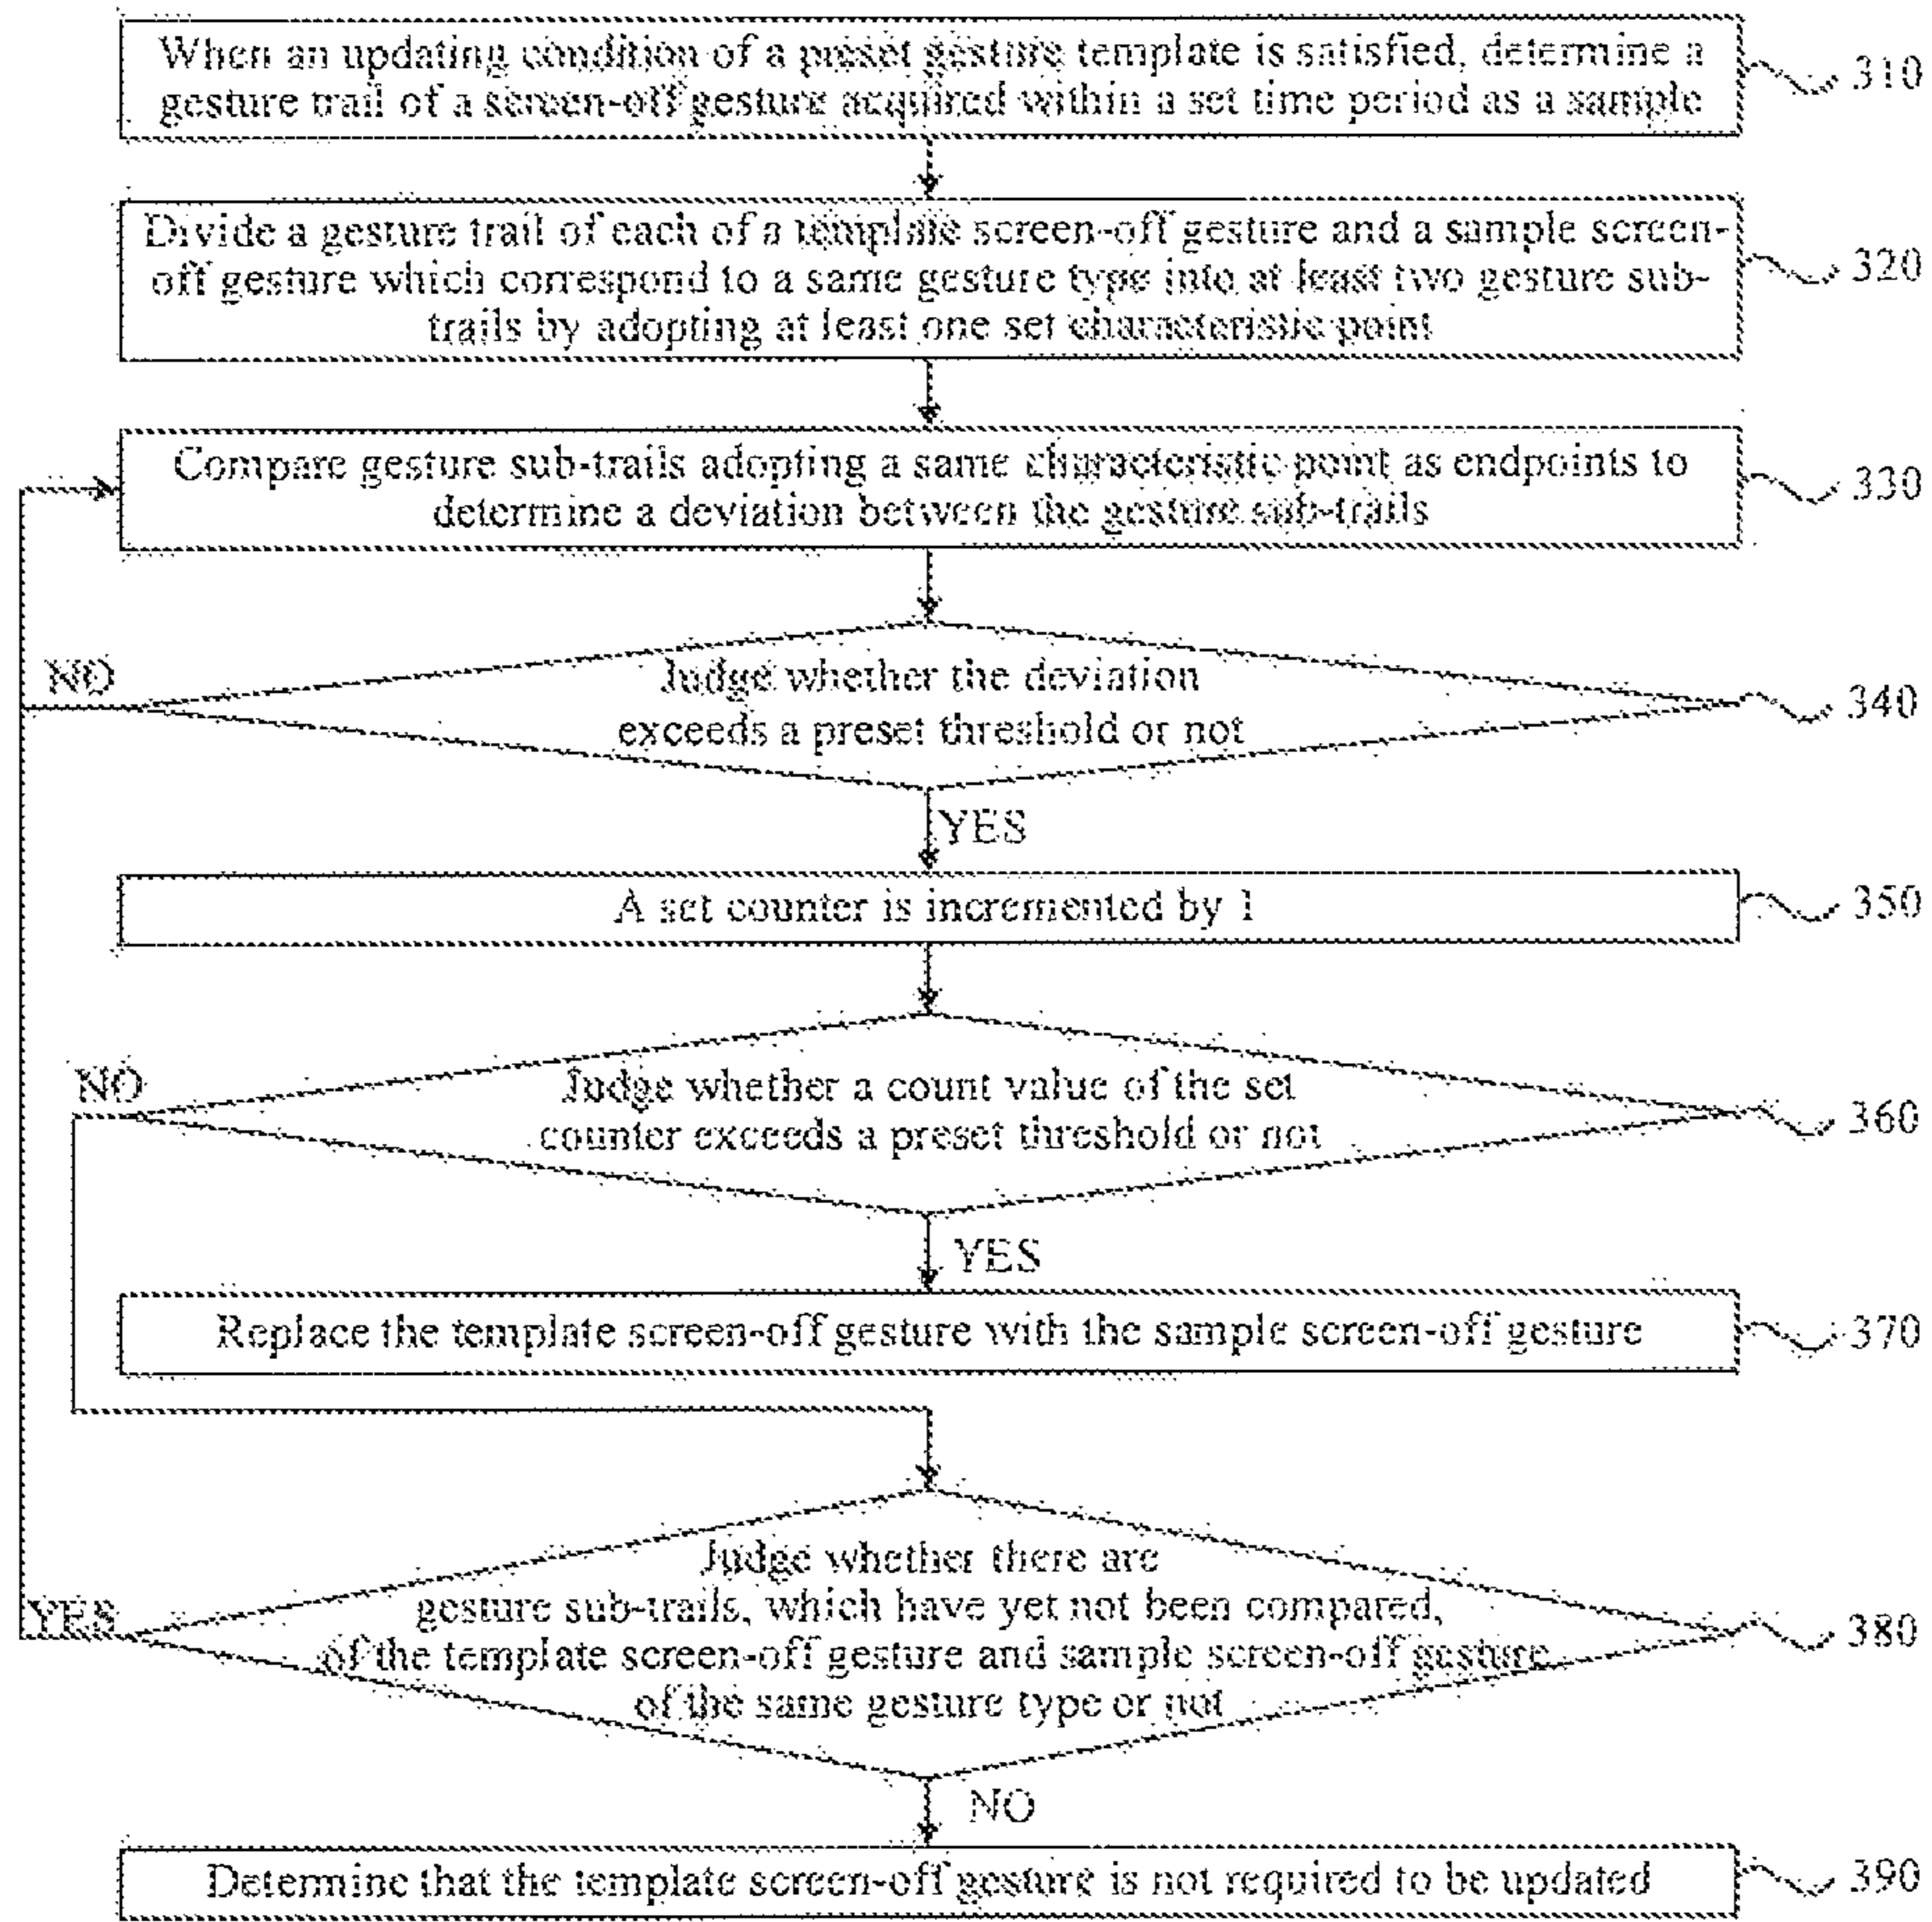 When an updating condition of a preset gesture template is satisfied, determine a
gesture trail of a screen-off gesture acquired within a set time period as a sample
310
Divide a gesture trail of each of a template screen-off gesture and a sample screen-
off gesture which correspond to a same gesture type into at least two gesture sub-
trails by adopting at least one set characteristic point
320
Compare gesture sub-trails adopting a same characteristic point as endpoints to
determine a deviation between the gesture sub-trails
330
NO
Judge whether the deviation
exceeds a preset threshold or not
340
YES
A set counter is incremented by 1
350
NO
Judge whether a count value of the set
counter exceeds a preset threshold or not
360
YES
Replace the template screen-off gesture with the sample screen-off gesture
370
Judge whether there are
gesture sub-trails, which have yet not been compared,
of the template screen-off gesture and sample screen-off gesture
of the same gesture type or not
YES
380
NO
Determine that the template screen-off gesture is not required to be updated
390